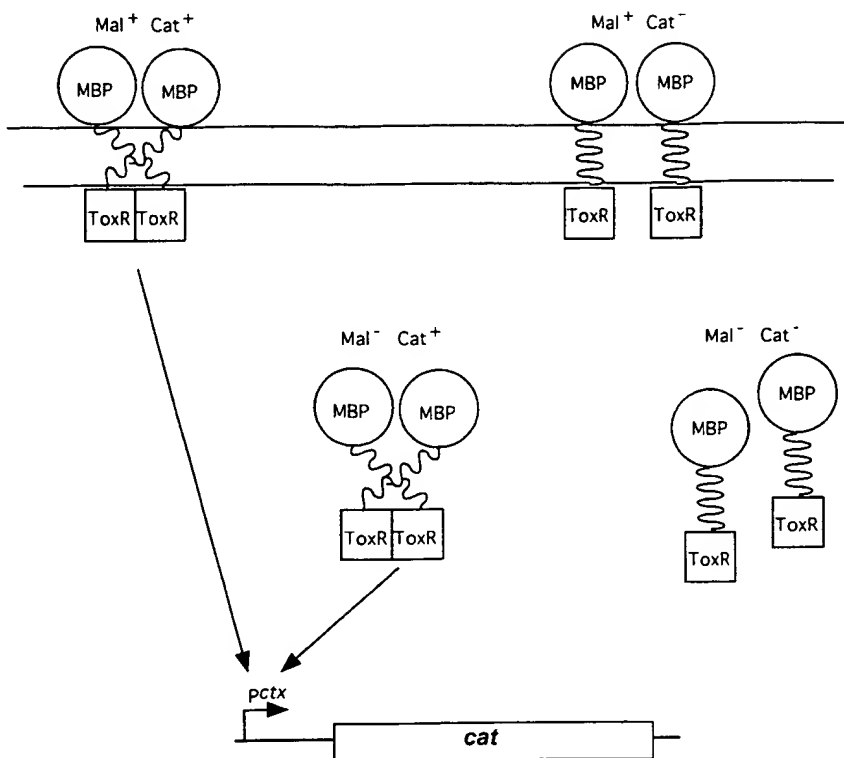 Mal+ Cat+
Mal+ Cat-
MBP MBP
MBP MBP
ToxR ToxR
ToxR ToxR
Mal- Cat+
Mal- Cat-
MBP MBP
MBP
MBP
ToxR ToxR
ToxR
ToxR
Pctx
cat